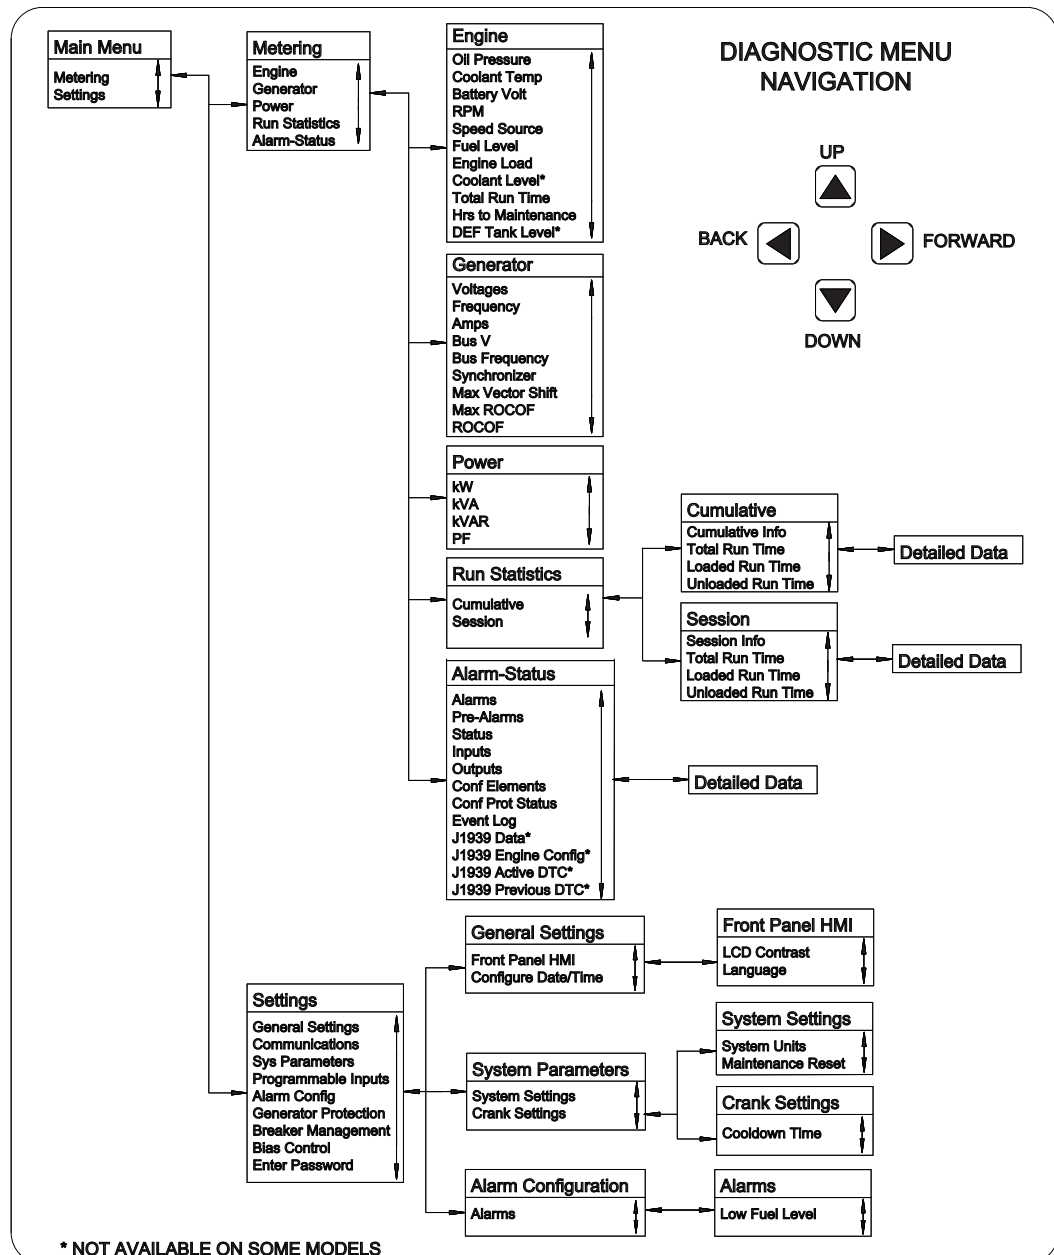 DIAGNOSTIC MENU
NAVIGATION
UP
BACK
FORWARD
DOWN
Main Menu
Metering
Settings
Metering
Engine
Generator
Power
Run Statistics
Alarm-Status
Engine
Oil Pressure
Coolant Temp
Battery Volt
RPM
Speed Source
Fuel Level
Engine Load
Coolant Level*
Total Run Time
Hrs to Maintenance
DEF Tank Level*
Generator
Voltages
Frequency
Amps
Bus V
Bus Frequency
Synchronizer
Max Vector Shift
Max ROCOF
ROCOF
Power
kW
kVA
kVAR
PF
Run Statistics
Cumulative
Session
Cumulative
Cumulative Info
Total Run Time
Loaded Run Time
Unloaded Run Time
Detailed Data
Session
Session Info
Total Run Time
Loaded Run Time
Unloaded Run Time
Detailed Data
Alarm-Status
Alarms
Pre-Alarms
Status
Inputs
Outputs
Conf Elements
Conf Prot Status
Event Log
J1939 Data*
J1939 Engine Config*
J1939 Active DTC*
J1939 Previous DTC*
Detailed Data
Settings
General Settings
Communications
Sys Parameters
Programmable Inputs
Alarm Config
Generator Protection
Breaker Management
Bias Control
Enter Password
General Settings
Front Panel HMI
Configure Date/Time
Front Panel HMI
LCD Contrast
Language
System Parameters
System Settings
Crank Settings
System Settings
System Units
Maintenance Reset
Crank Settings
Cooldown Time
Alarm Configuration
Alarms
Alarms
Low Fuel Level
* NOT AVAILABLE ON SOME MODELS